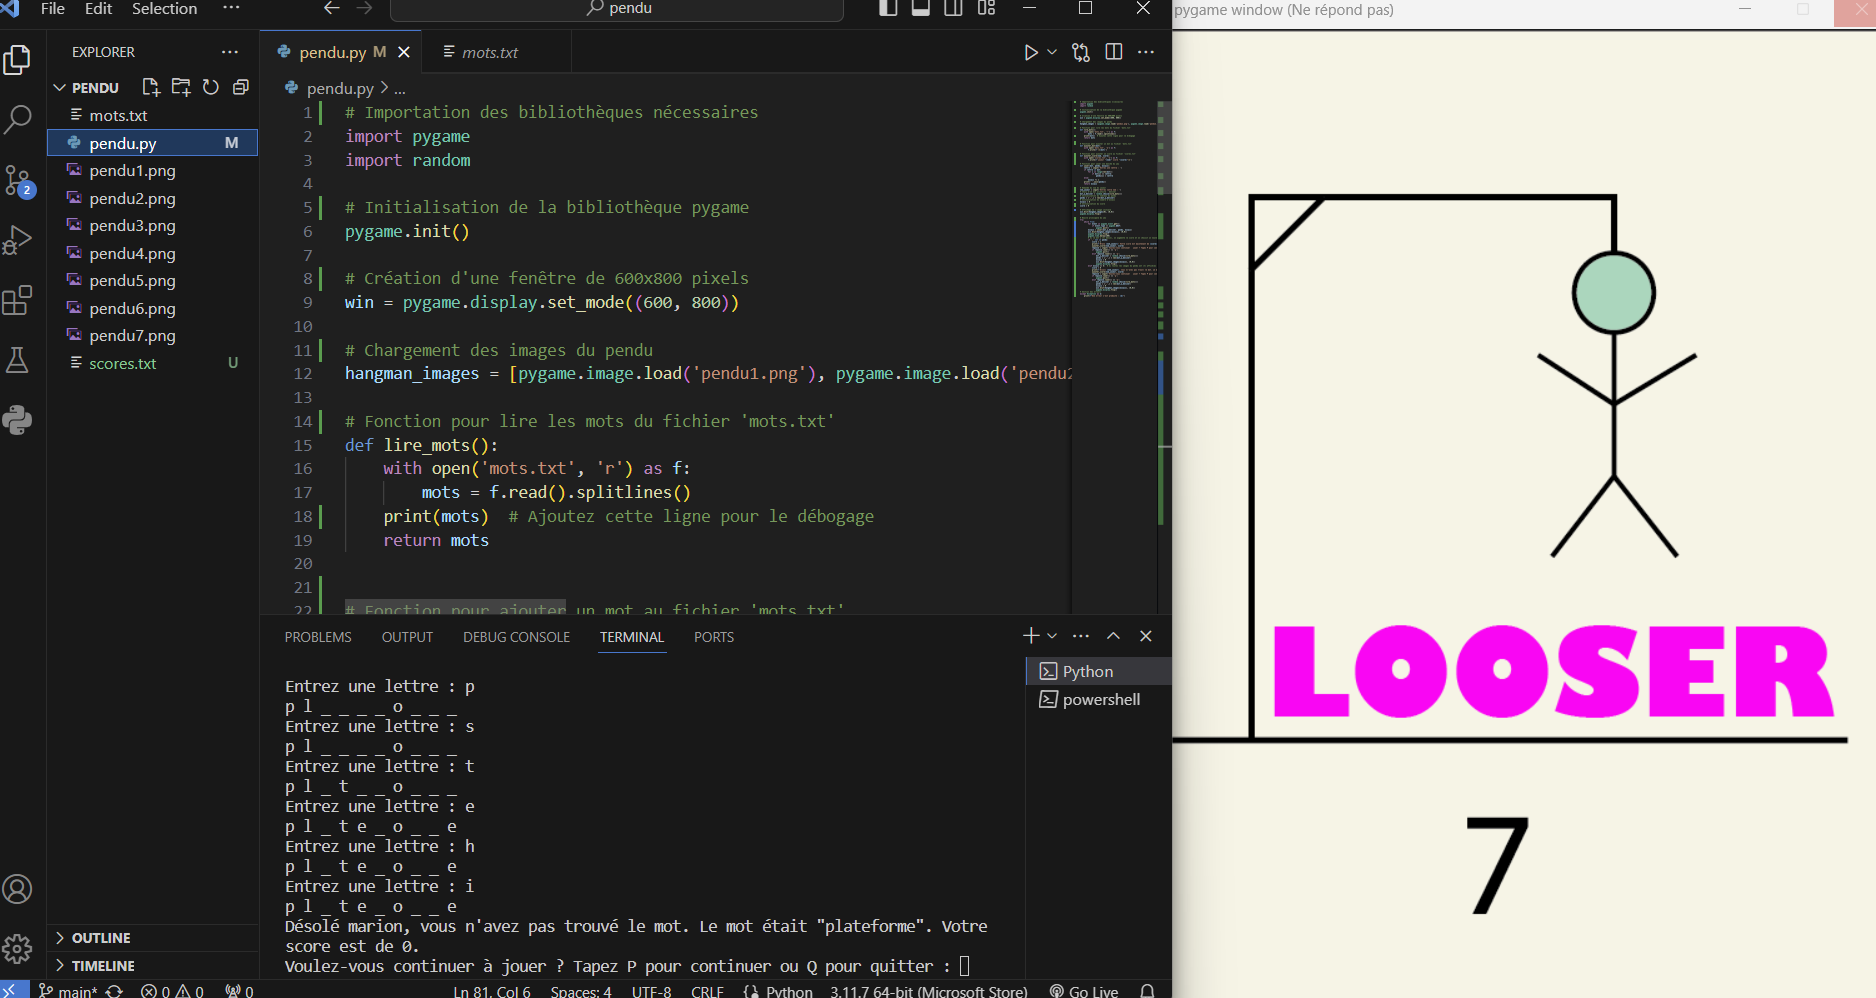 File Edit Selection ··· pendu
pygame window (Ne répond pas)
EXPLORER ···
PENDU
mots.txt
pendu.py M
pendu1.png
pendu2.png
pendu3.png
pendu4.png
pendu5.png
pendu6.png
pendu7.png
scores.txt U
2
OUTLINE
TIMELINE
pendu.py M mots.txt
pendu.py > ...
1 # Importation des bibliothèques nécessaires
2 import pygame
3 import random
4
5 # Initialisation de la bibliothèque pygame
6 pygame.init()
7
8 # Création d'une fenêtre de 600x800 pixels
9 win = pygame.display.set_mode((600, 800))
10
11 # Chargement des images du pendu
12 hangman_images = [pygame.image.load('pendu1.png'), pygame.image.load('pendu2
13
14 # Fonction pour lire les mots du fichier 'mots.txt'
15 def lire_mots():
16 with open('mots.txt', 'r') as f:
17 mots = f.read().splitlines()
18 print(mots) # Ajoutez cette ligne pour le débogage
19 return mots
20
21
22 # Fonction pour ajouter un mot au fichier 'mots.txt'
PROBLEMS OUTPUT DEBUG CONSOLE TERMINAL PORTS
Python
powershell
Entrez une lettre : p
p l _ _ _ _ o _ _ _
Entrez une lettre : s
p l _ _ _ _ o _ _ _
Entrez une lettre : t
p l _ t _ _ o _ _ _
Entrez une lettre : e
p l _ t e _ o _ _ e
Entrez une lettre : h
p l _ t e _ o _ _ e
Entrez une lettre : i
p l _ t e _ o _ _ e
Désolé marion, vous n'avez pas trouvé le mot. Le mot était "plateforme". Votre
score est de 0.
Voulez-vous continuer à jouer ? Tapez P pour continuer ou Q pour quitter :
main* 0 0 0 Ln 81, Col 6 Spaces: 4 UTF-8 CRLF Python 3.11.7 64-bit (Microsoft Store) Go Live
LOOSER
7